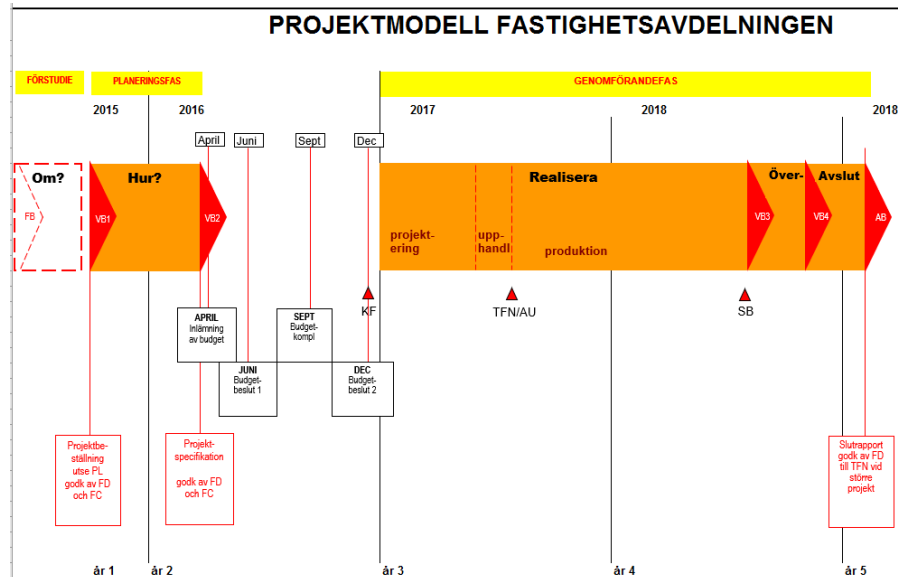 PROJEKTMODELL FASTIGHETSAVDELNINGEN
FÖRSTUDIE
PLANERINGSFAS
GENOMFÖRANDEFAS
2015
2016
2017
2018
2018
April
Juni
Sept
Dec
Om?
Hur?
Realisera
Över-
Avslut
FB
VB1
VB2
VB3
VB4
AB
projekt-
ering
upp-
handl
produktion
KF
TFN/AU
SB
APRIL
Inlämning
av budget
SEPT
Budget-
kompl
JUNI
Budget-
beslut 1
DEC
Budget-
beslut 2
Projektbe-
ställning
utse PL
godk av FD
och FC
Projekt-
specifikation
godk av FD
och FC
Slutrapport
godk av FD
till TFN vid
större
projekt
år 1
år 2
år 3
år 4
år 5